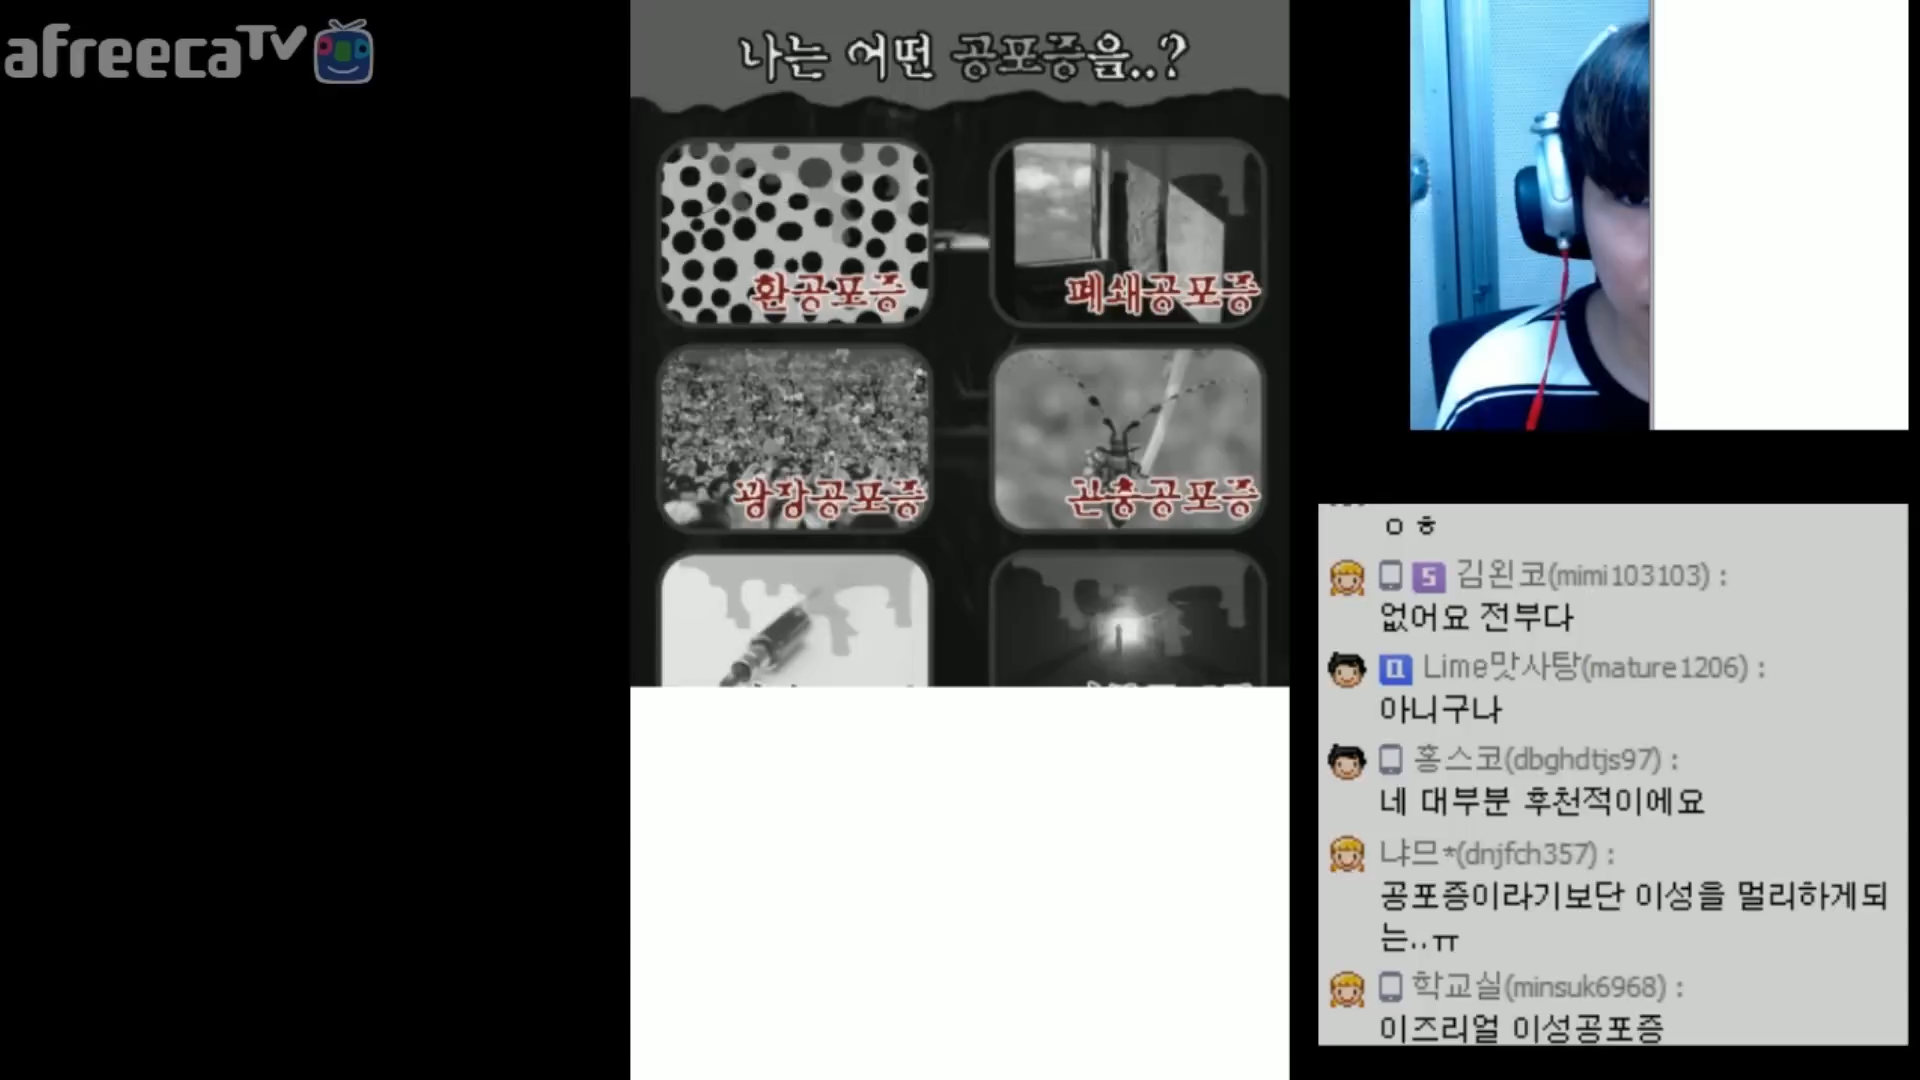 afreecaTV
나는 어떤 공포증을..?
환공포증
폐쇄공포증
광장공포증
곤충공포증
ㅇㅎ
S 김왼코(mimi103103) :
없어요 전부다
Lime맛사탕(mature1206) :
아니구나
홍스코(dbghdtjs97) :
네 대부분 후천적이에요
냐므*(dnjfch357) :
공포증이라기보단 이성을 멀리하게되
는..ㅠ
학교실(minsuk6968) :
이즈리얼 이성공포증